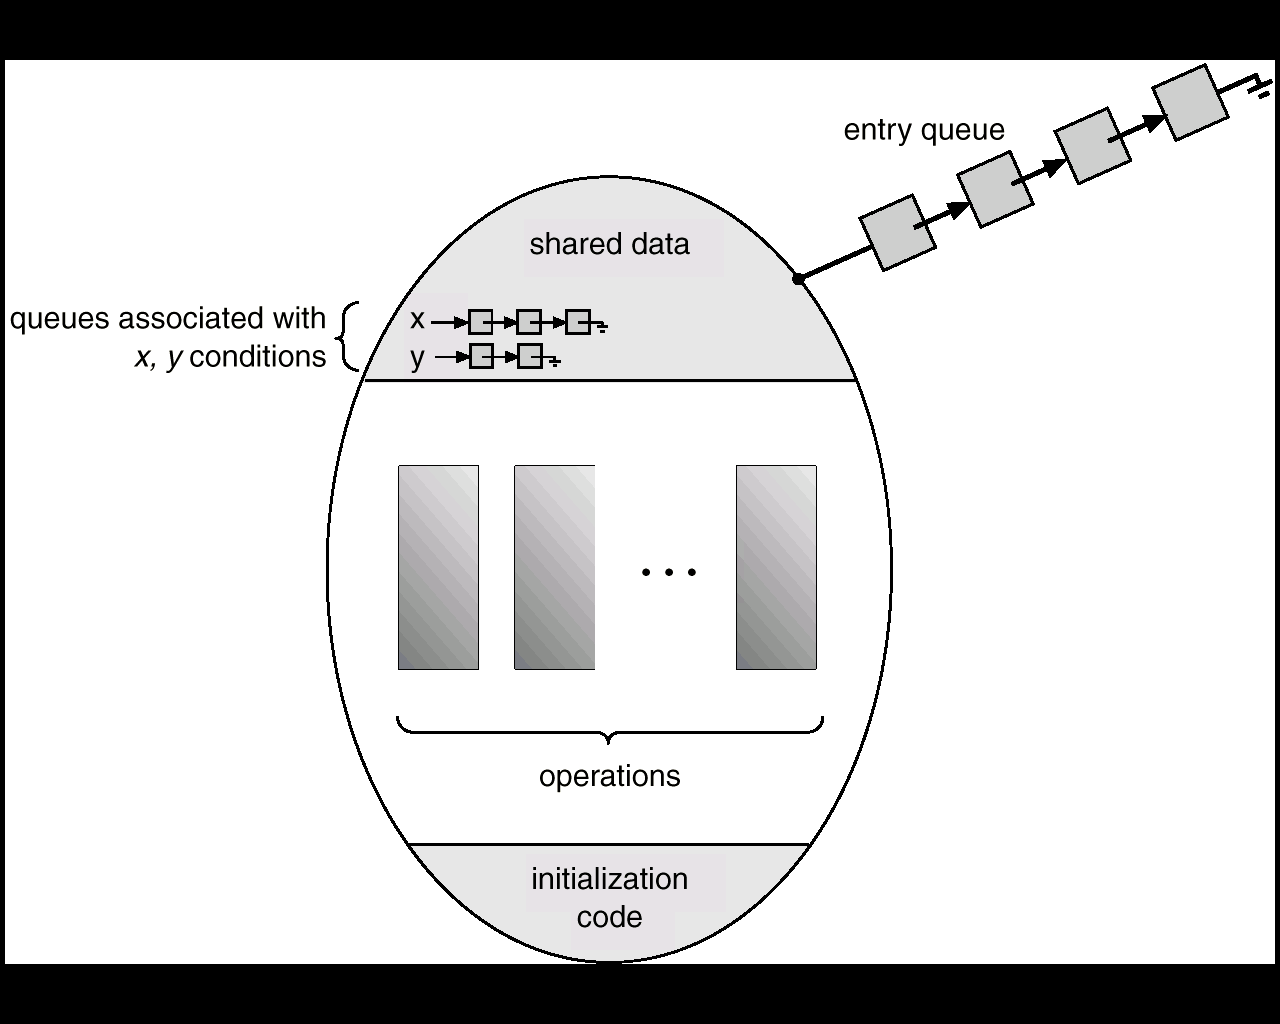 entry queue
shared data
queues associated with
x, y conditions
x
y
. . .
operations
initialization
code